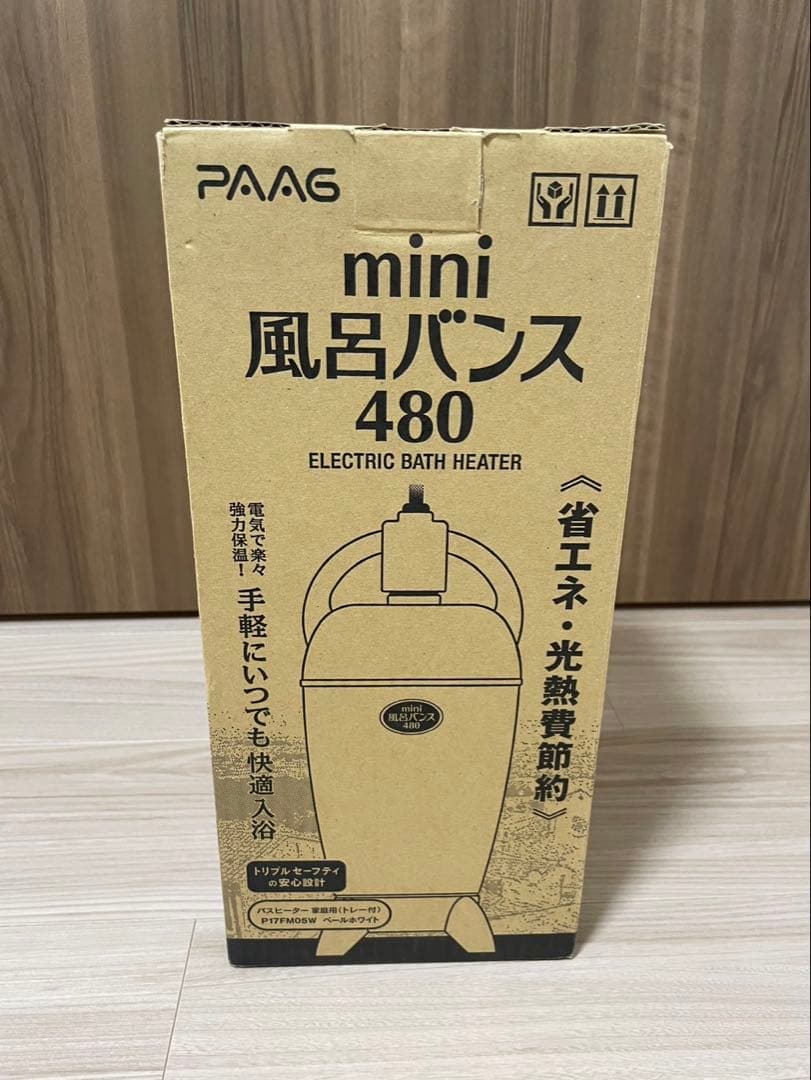 PAAG
mini
風呂バンス
480
ELECTRIC BATH HEATER
《省エネ・光熱費節約》
電気で楽々
強力保温!
手軽にいつでも快適入浴
mini
風呂バンス
480
トリプルセーフティ
の安心設計
バスヒーター 家庭用(トレー付)
P17FM05W ペールホワイト